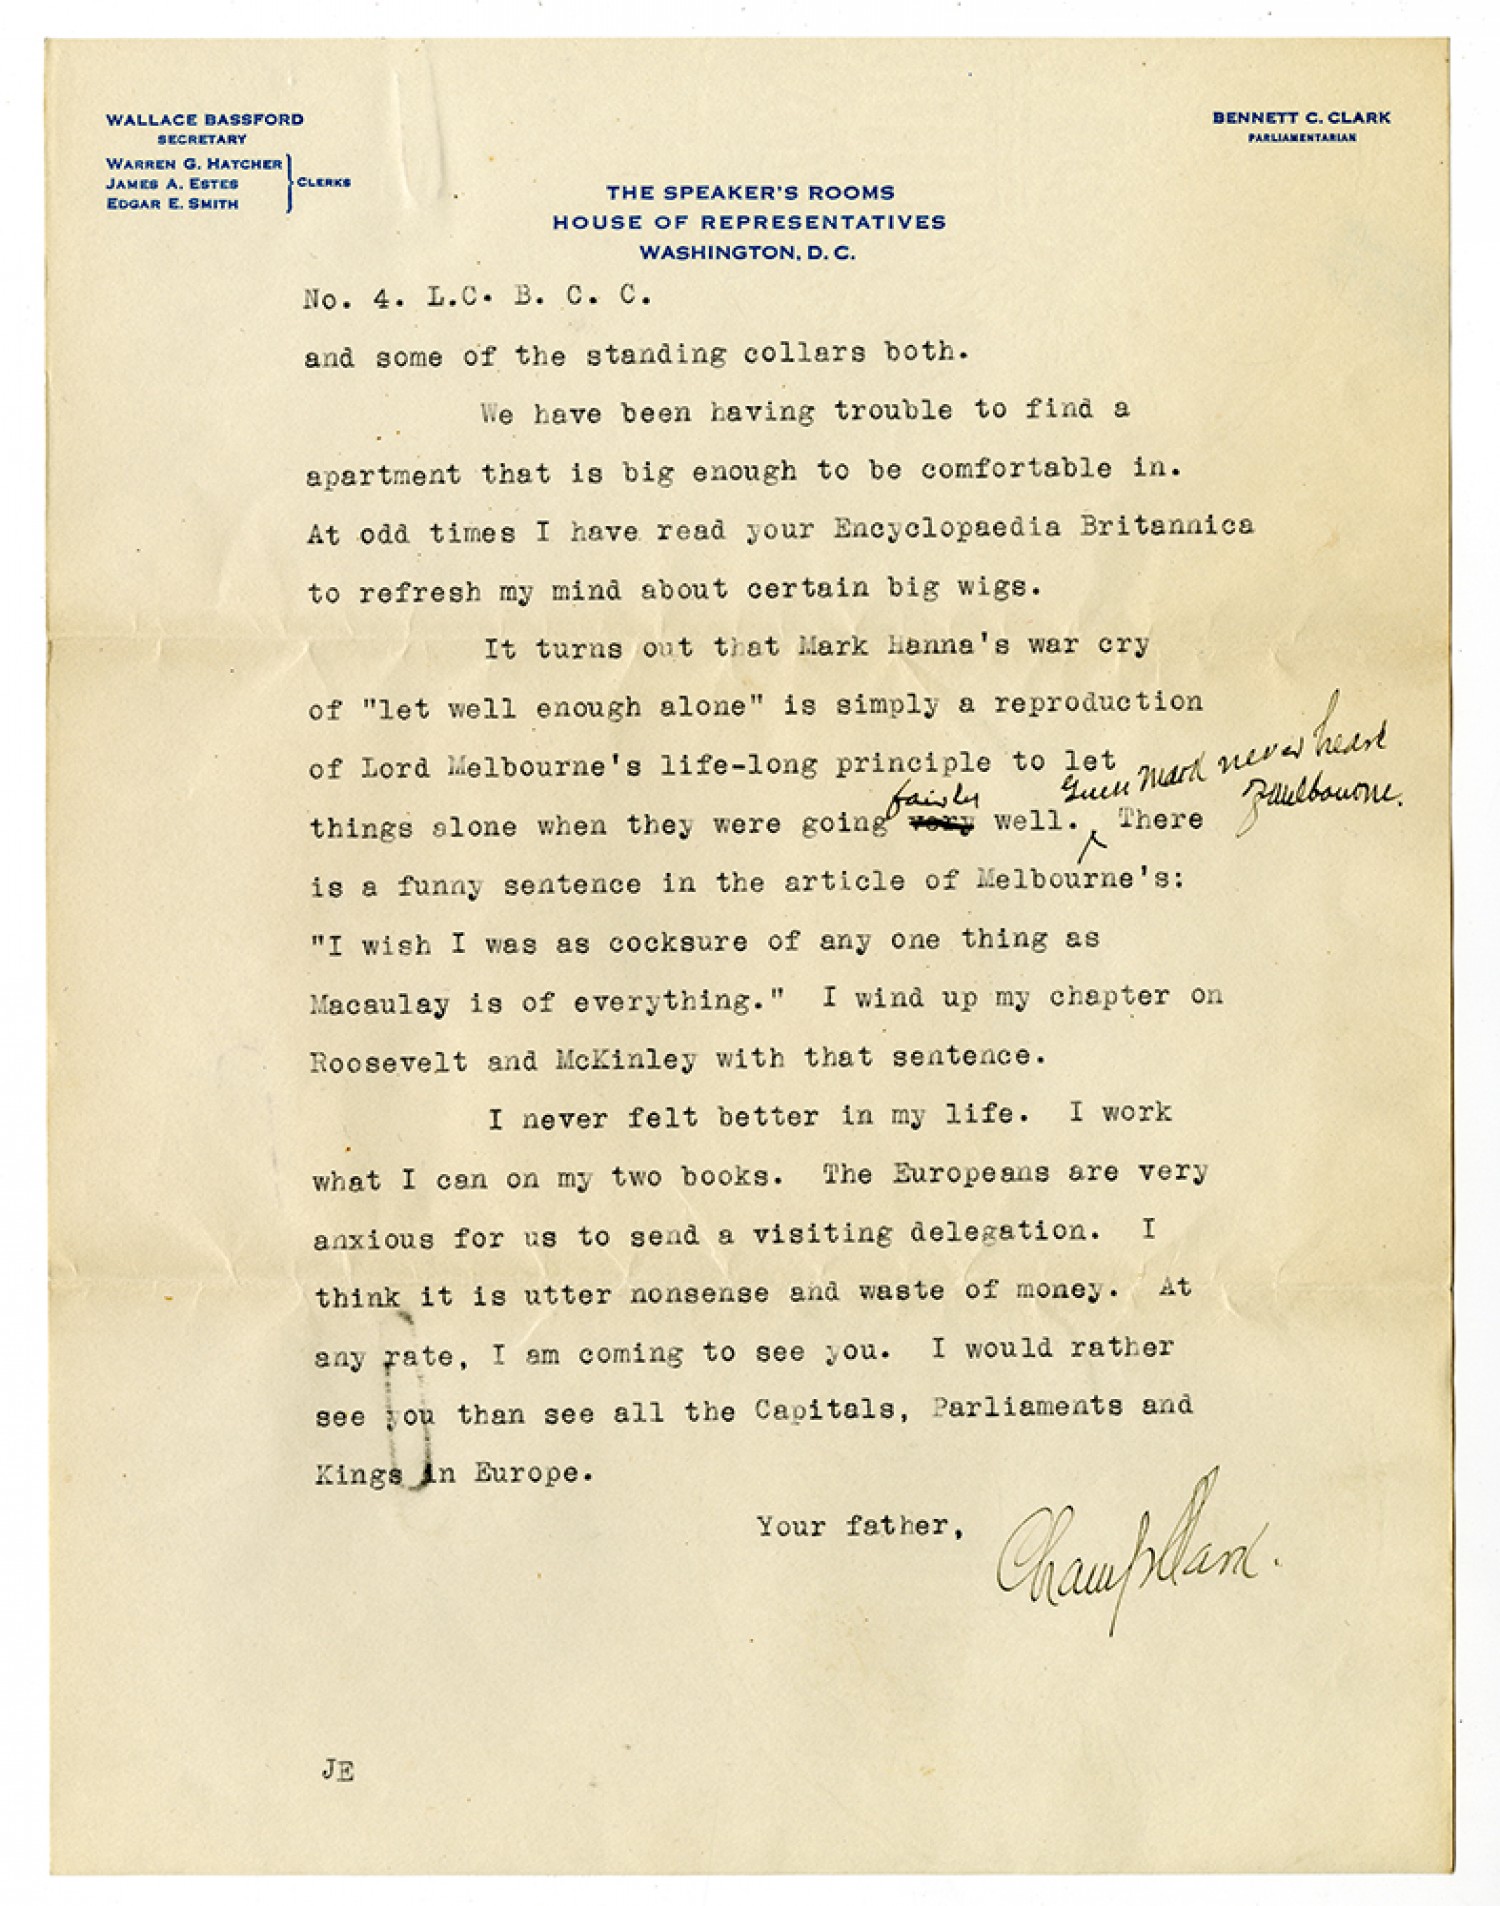 WALLACE BASSFORD
SECRETARY
WARREN G. HATCHER
JAMES A. ESTES
EDGAR E. SMITH
CLERKS
BENNETT C. CLARK
PARLIAMENTARIAN
THE SPEAKER'S ROOMS
HOUSE OF REPRESENTATIVES
WASHINGTON, D. C.
No. 4. L.C. B. C. C.
and some of the standing collars both.
We have been having trouble to find a
apartment that is big enough to be comfortable in.
At odd times I have read your Encyclopaedia Britannica
to refresh my mind about certain big wigs.
It turns out that Mark Hanna's war cry
of "let well enough alone" is simply a reproduction
of Lord Melbourne's life-long principle to let
Guess Mark never heard
of Melbourne.
fairly
things alone when they were going very well. There
is a funny sentence in the article of Melbourne's:
"I wish I was as cocksure of any one thing as
Macaulay is of everything." I wind up my chapter on
Roosevelt and McKinley with that sentence.
I never felt better in my life. I work
what I can on my two books. The Europeans are very
anxious for us to send a visiting delegation. I
think it is utter nonsense and waste of money. At
any rate, I am coming to see you. I would rather
see you than see all the Capitals, Parliaments and
Kings in Europe.
Your father,
Champ Clark.
JE